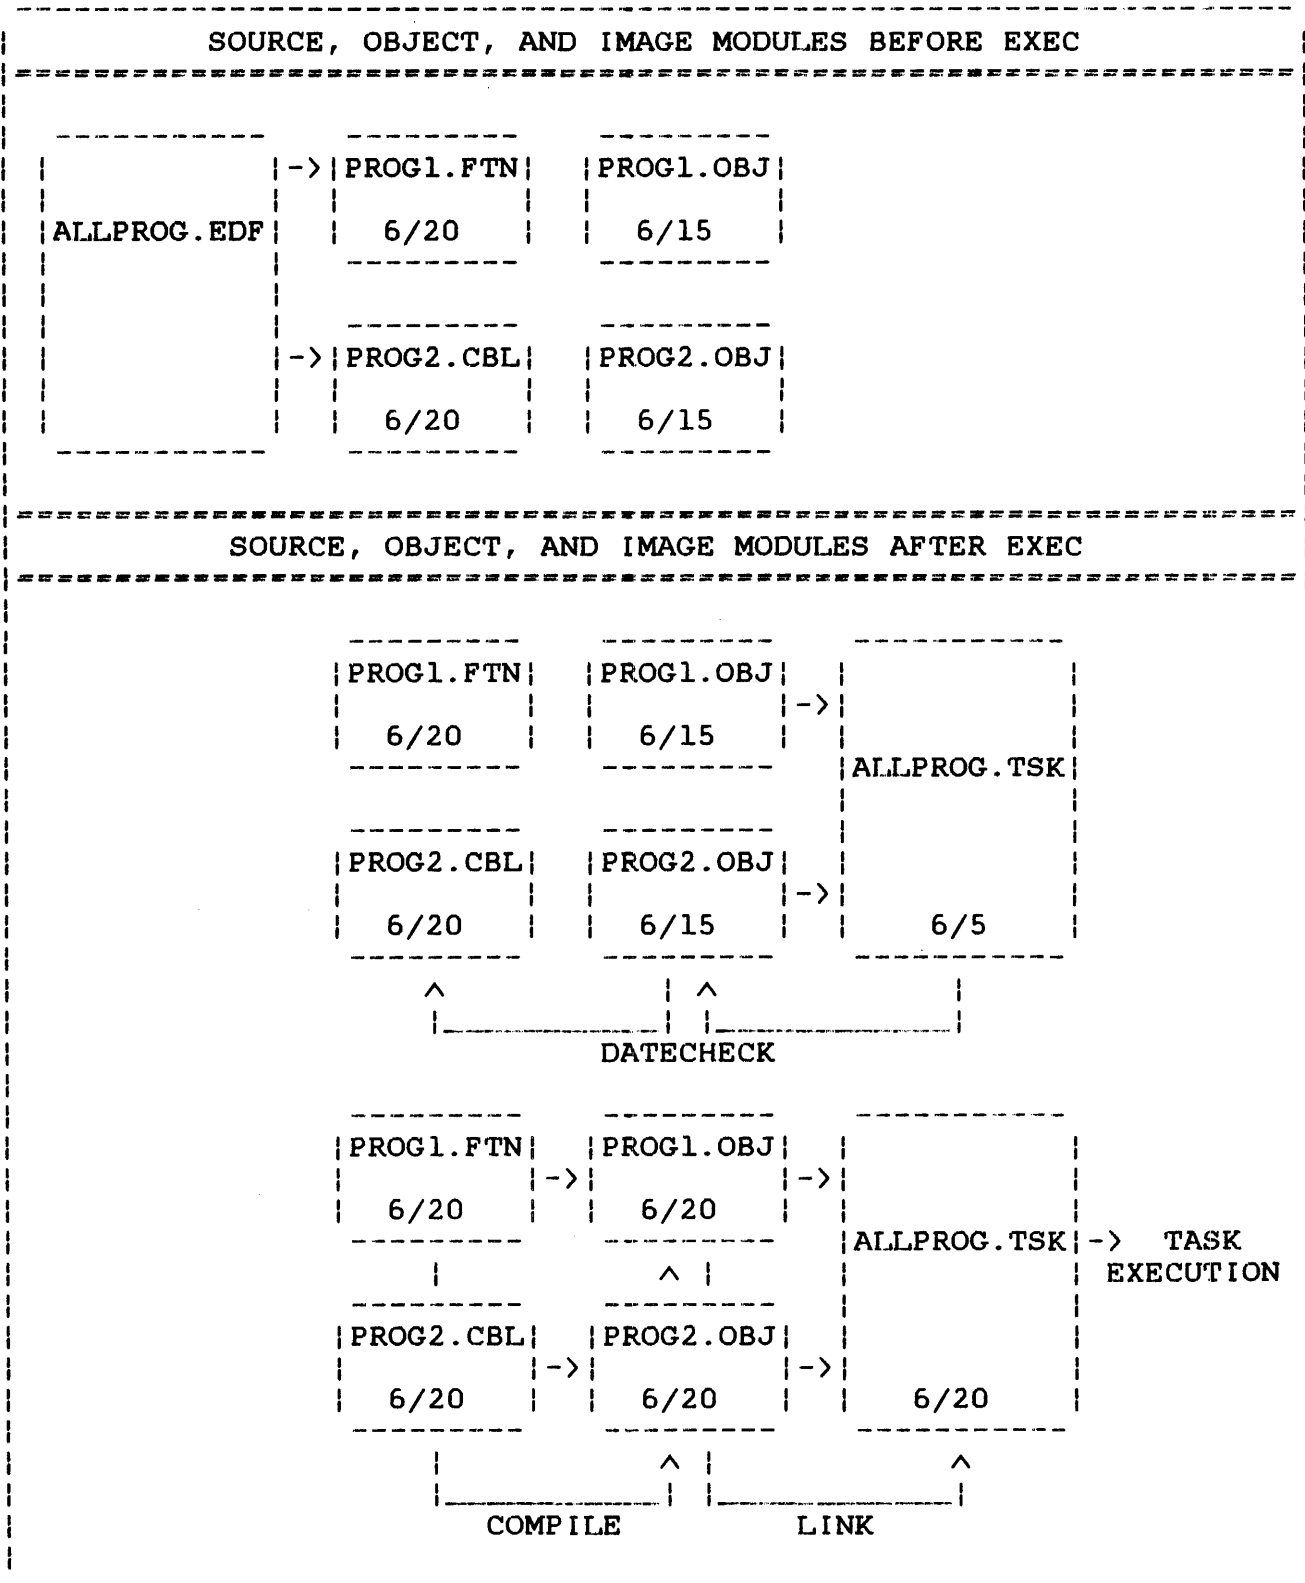 SOURCE, OBJECT, AND IMAGE MODULES BEFORE EXEC
-> PROG1.FTN PROG1.OBJ
ALLPROG.EDF 6/20 6/15
-> PROG2.CBL PROG2.OBJ
6/20 6/15
SOURCE, OBJECT, AND IMAGE MODULES AFTER EXEC
PROG1.FTN PROG1.OBJ
->
6/20 6/15
ALLPROG.TSK
PROG2.CBL PROG2.OBJ
->
6/20 6/15 6/5
DATECHECK
PROG1.FTN PROG1.OBJ
-> ->
6/20 6/20
ALLPROG.TSK -> TASK
EXECUTION
PROG2.CBL PROG2.OBJ
-> ->
6/20 6/20 6/20
COMPILE LINK